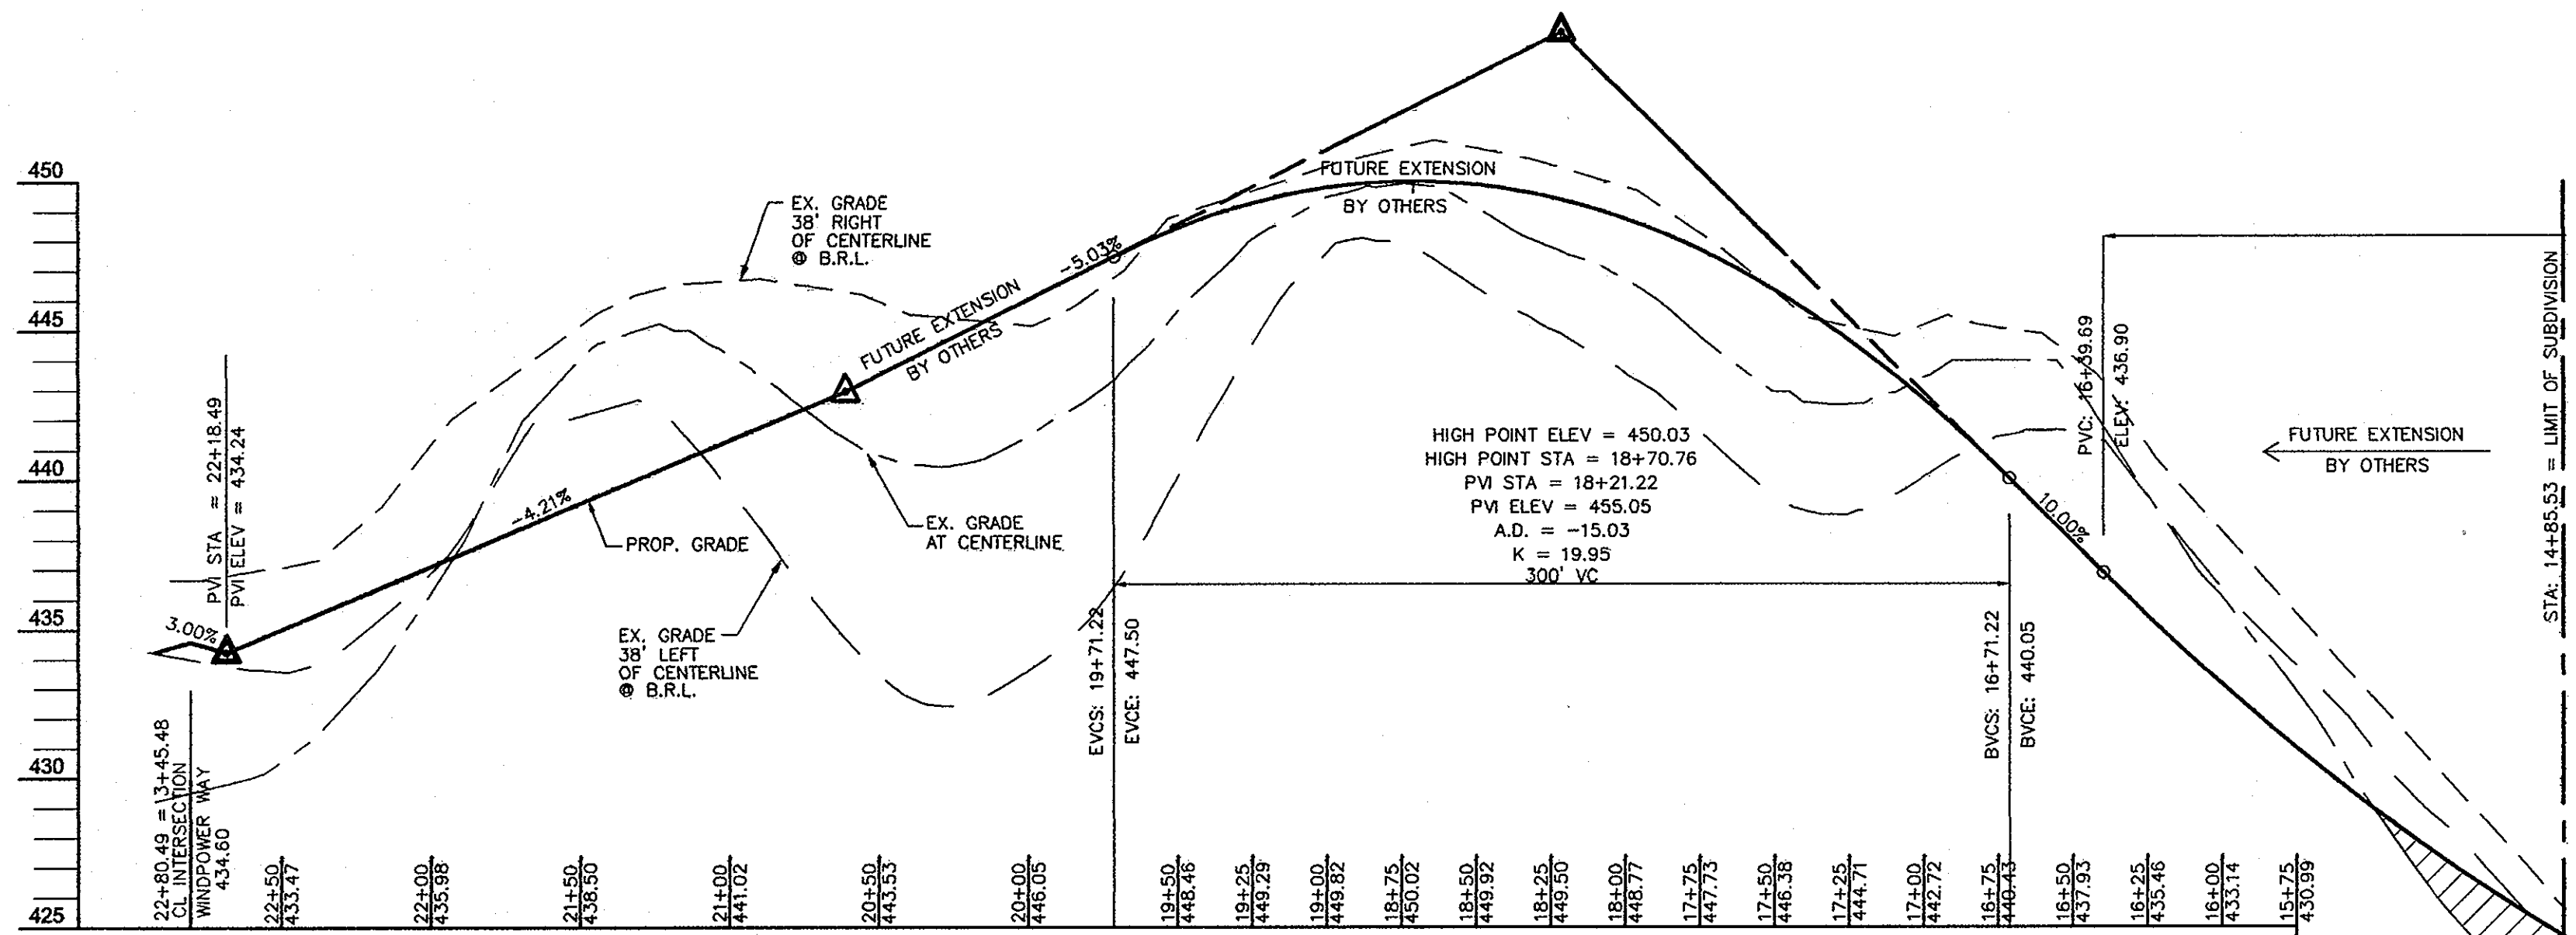 450
445
440
435
430
425
3.00%
PVI STA = 22+18.49
PVI ELEV = 434.24
22+80.49 = 13+45.48
CL INTERSECTION
WINDPOWER WAY
434.60
-4.21%
PROP. GRADE
EX. GRADE
38' RIGHT
OF CENTERLINE
@ B.R.L.
EX. GRADE
38' LEFT
OF CENTERLINE
@ B.R.L.
EX. GRADE
AT CENTERLINE
FUTURE EXTENSION
BY OTHERS
-5.03%
FUTURE EXTENSION
BY OTHERS
HIGH POINT ELEV = 450.03
HIGH POINT STA = 18+70.76
PVI STA = 18+21.22
PVI ELEV = 455.05
A.D. = -15.03
K = 19.95
300' VC
EVCS: 19+71.22
EVCE: 447.50
BVCS: 16+71.22
BVCE: 440.05
10.00%
PVC: 16+39.69
ELEV: 436.90
FUTURE EXTENSION
BY OTHERS
STA: 14+85.53 = LIMIT OF SUBDIVISION
22+50
433.47
22+00
435.98
21+50
438.50
21+00
441.02
20+50
443.53
20+00
446.05
19+50
448.46
19+25
449.29
19+00
449.82
18+75
450.02
18+50
449.92
18+25
449.50
18+00
448.77
17+75
447.73
17+50
446.38
17+25
444.71
17+00
442.72
16+75
440.43
16+50
437.93
16+25
435.46
16+00
433.14
15+75
430.99